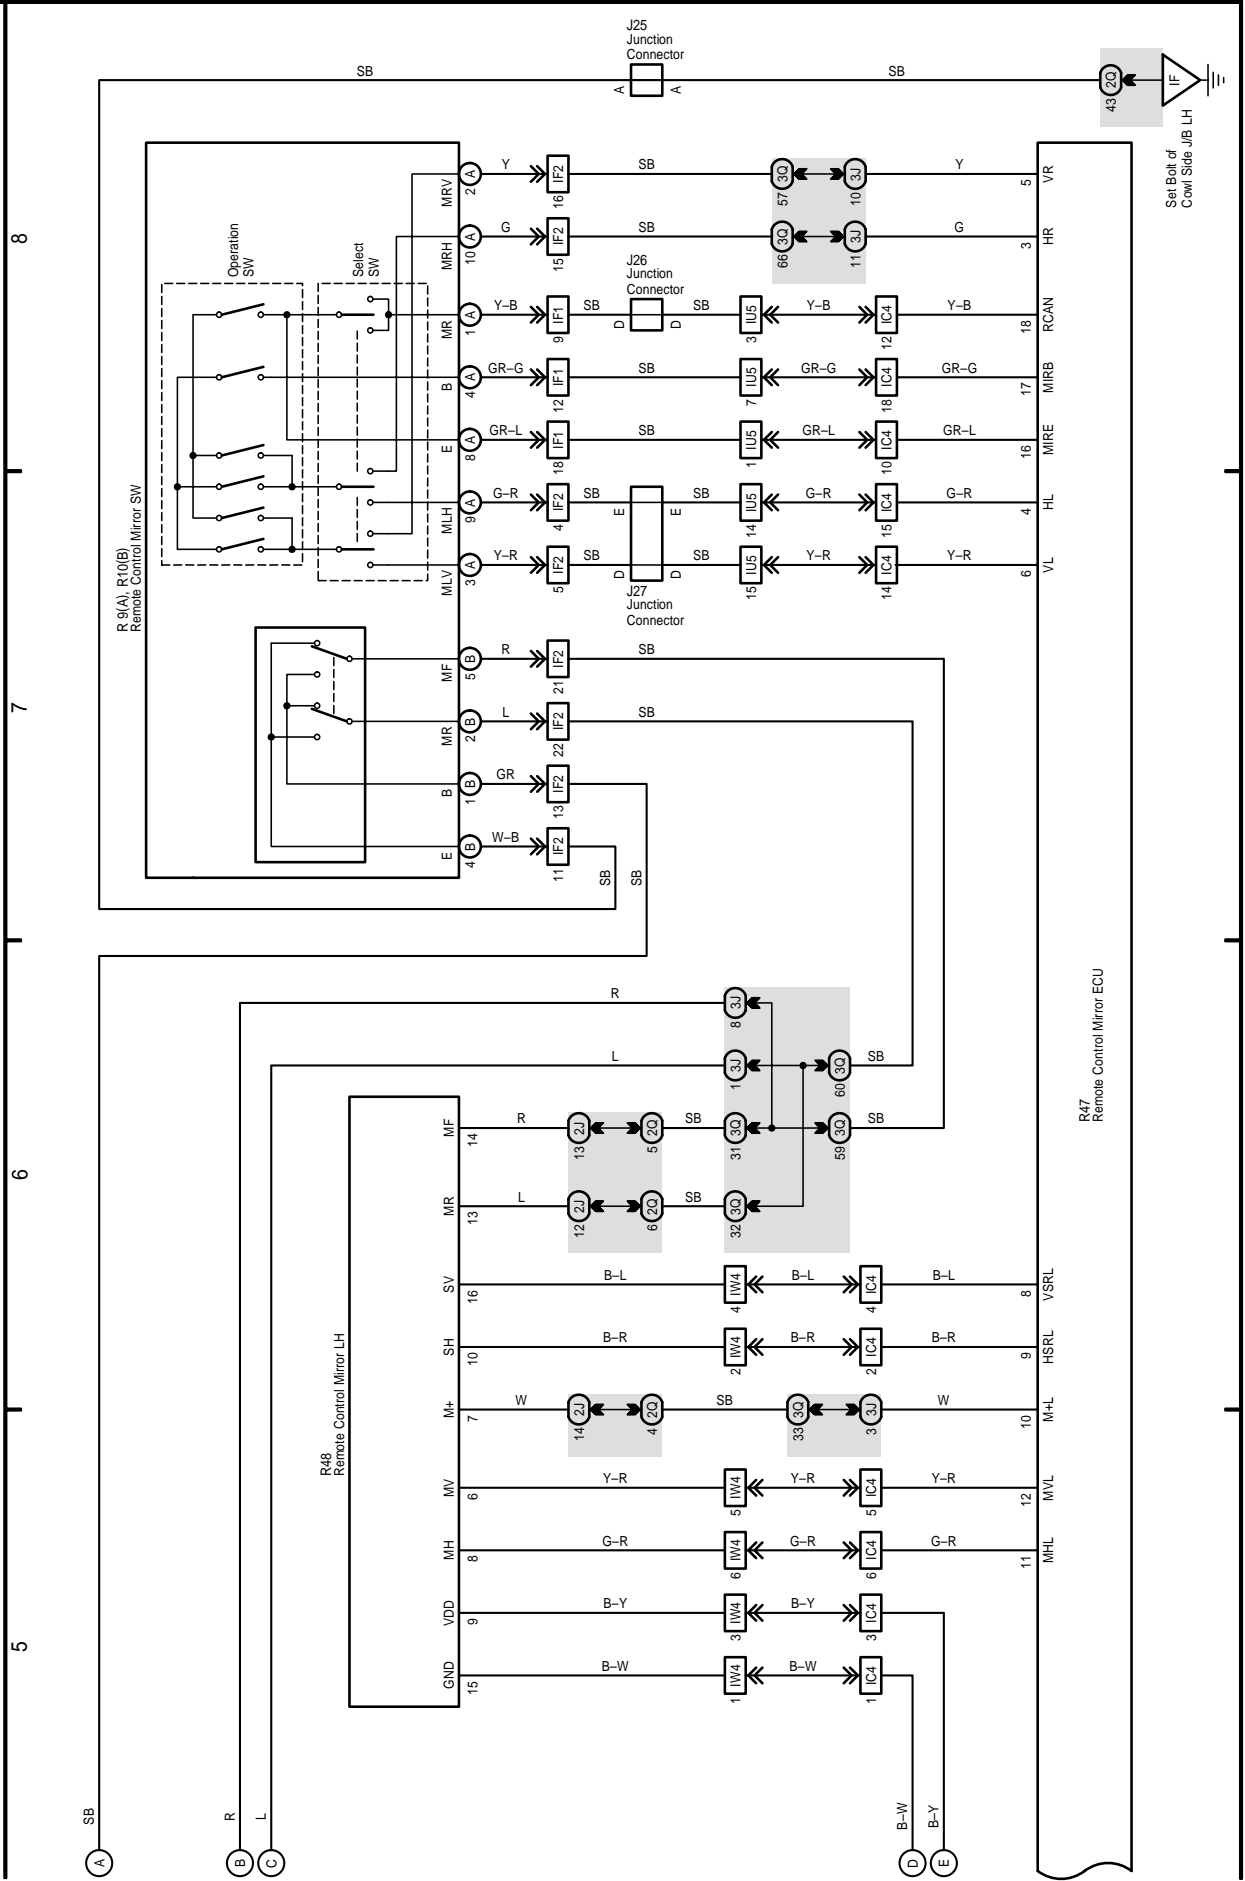 J25
Junction
Connector
SB
SB
A
A
43
2Q
IF
Set Bolt of
Cowl Side J/B LH
8
Operation
SW
Select
SW
MRV
2
A
Y
IF2
16
SB
57
3Q
10
3J
Y
5
VR
MRH
10
A
G
IF2
15
SB
66
3Q
11
3J
G
3
HR
J26
Junction
Connector
MR
1
A
Y–B
IF1
9
SB
D
D
SB
IU5
3
Y–B
IC4
12
Y–B
18
RCAN
B
4
A
GR–G
IF1
12
SB
IU5
7
GR–G
IC4
18
GR–G
17
MIRB
E
8
A
GR–L
IF1
18
SB
IU5
1
GR–L
IC4
10
GR–L
16
MIRE
MLH
9
A
G–R
IF2
4
SB
E
E
SB
IU5
14
G–R
IC4
15
G–R
4
HL
MLV
3
A
Y–R
IF2
5
SB
D
D
SB
IU5
15
Y–R
IC4
14
Y–R
6
VL
J27
Junction
Connector
R 9(A), R10(B)
Remote Control Mirror SW
7
MF
5
B
R
IF2
21
SB
MR
2
B
L
IF2
22
SB
B
1
B
GR
IF2
13
SB
E
4
B
W–B
IF2
11
SB
R
8
3J
L
1
3J
60
3Q
SB
R47
Remote Control Mirror ECU
6
MF
14
R
13
2J
5
2Q
SB
31
3Q
59
3Q
SB
MR
13
L
12
2J
6
2Q
SB
32
3Q
SV
16
B–L
IW4
4
B–L
IC4
4
B–L
8
VSRL
SH
10
B–R
IW4
2
B–R
IC4
2
B–R
9
HSRL
R48
Remote Control Mirror LH
M+
7
W
14
2J
4
2Q
SB
33
3Q
3
3J
W
10
M+L
MV
6
Y–R
IW4
5
Y–R
IC4
5
Y–R
12
MVL
MH
8
G–R
IW4
6
G–R
IC4
6
G–R
11
MHL
5
VDD
9
B–Y
IW4
3
B–Y
IC4
3
GND
15
B–W
IW4
1
B–W
IC4
1
SB
A
R
B
L
C
B–W
D
B–Y
E